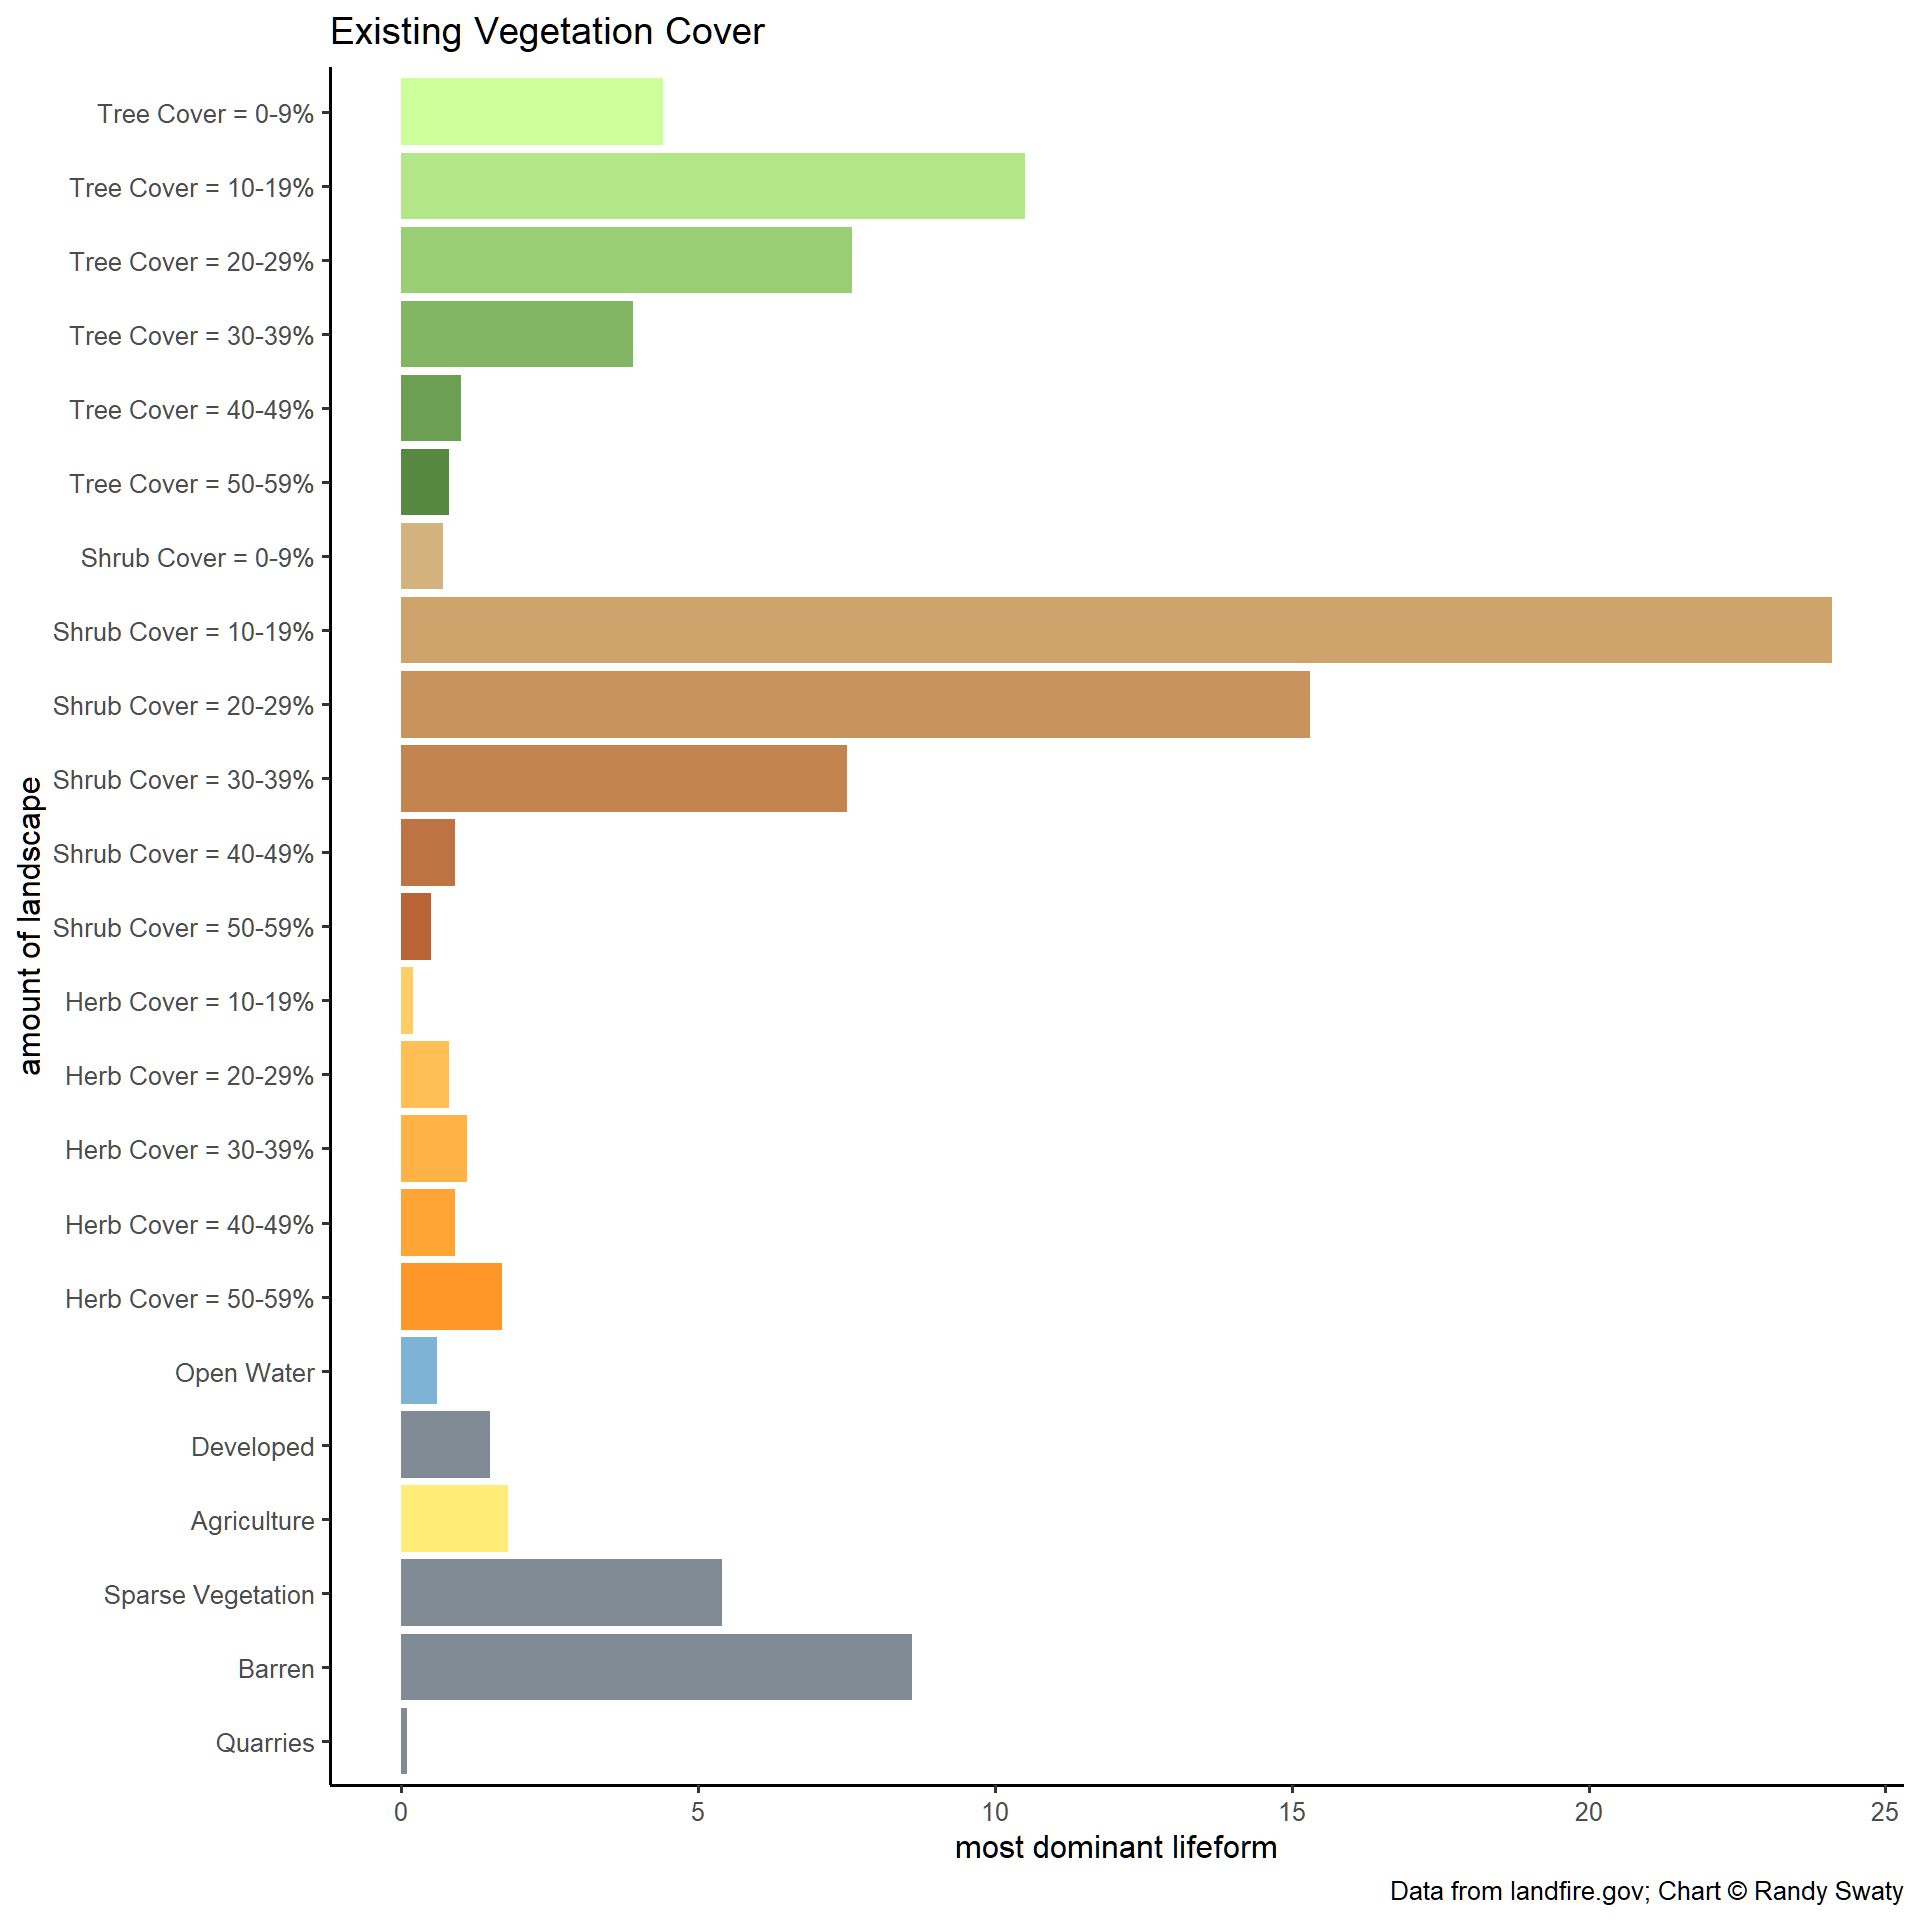 Existing Vegetation Cover
Tree Cover = 0-9%
Tree Cover = 10-19%
Tree Cover = 20-29%
Tree Cover = 30-39%
Tree Cover = 40-49%
Tree Cover = 50-59%
Shrub Cover = 0-9%
Shrub Cover = 10-19%
Shrub Cover = 20-29%
Shrub Cover = 30-39%
Shrub Cover = 40-49%
Shrub Cover = 50-59%
Herb Cover = 10-19%
Herb Cover = 20-29%
Herb Cover = 30-39%
Herb Cover = 40-49%
Herb Cover = 50-59%
Open Water
Developed
Agriculture
Sparse Vegetation
Barren
Quarries
amount of landscape
0 5 10 15 20 25
most dominant lifeform
Data from landfire.gov; Chart © Randy Swaty